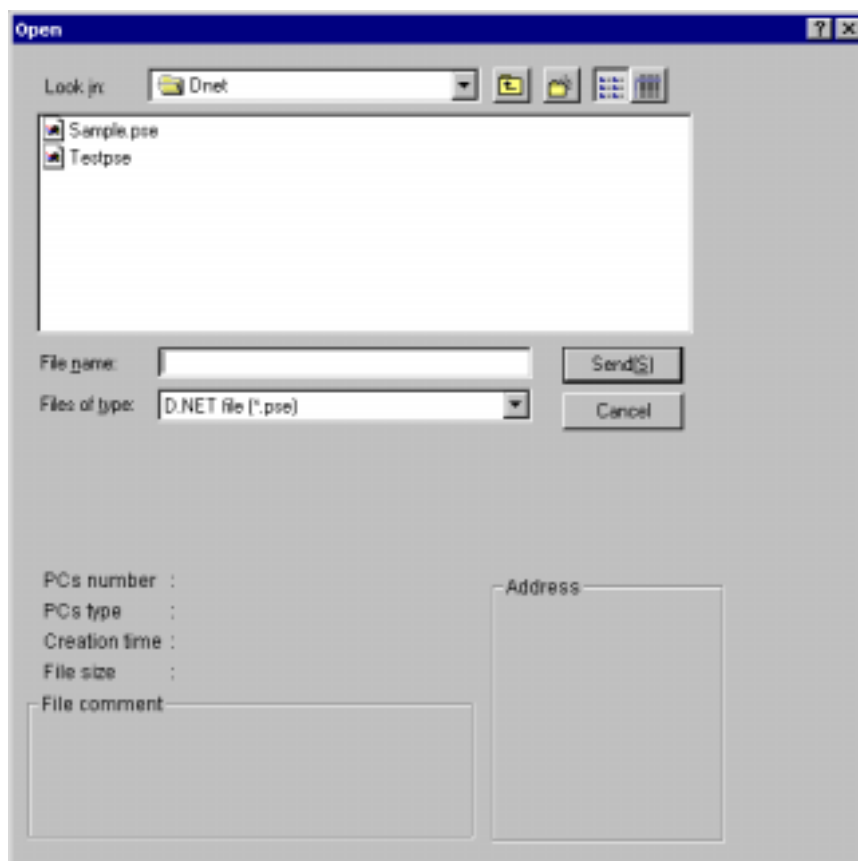 Open
Look in: Dnet
Sample.pse
Testpse
File name: Send(S)
Files of type: D.NET file (*.pse) Cancel
PCs number :
PCs type :
Creation time :
File size :
File comment
Address